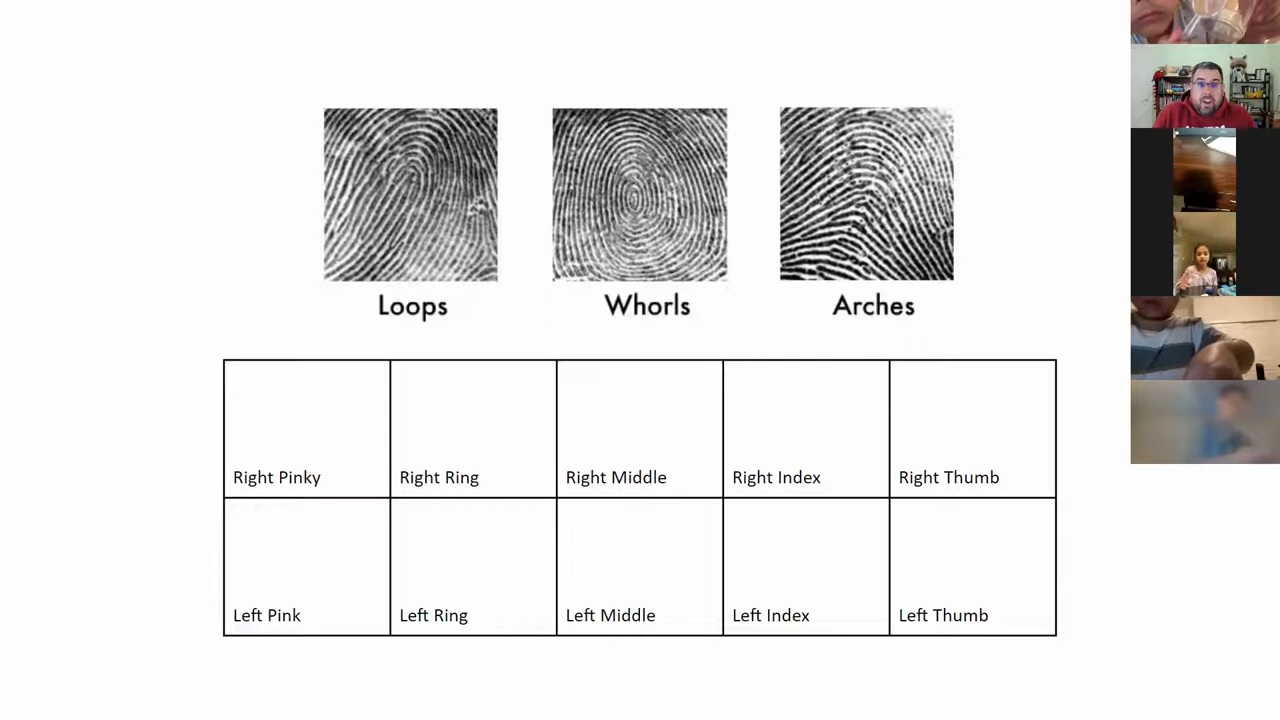 Loops
Whorls
Arches
Right Pinky
Right Ring
Right Middle
Right Index
Right Thumb
Left Pink
Left Ring
Left Middle
Left Index
Left Thumb